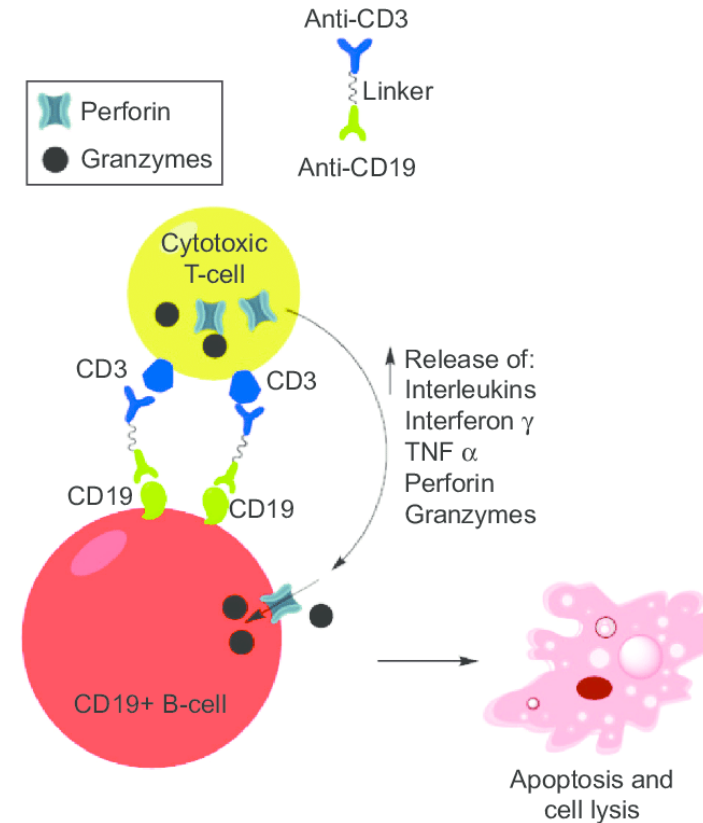 Anti-CD3
Linker
Anti-CD19
Perforin
Granzymes
Cytotoxic
T-cell
CD3
CD3
Release of:
Interleukins
Interferon γ
TNF α
Perforin
Granzymes
CD19
CD19
CD19+ B-cell
Apoptosis and
cell lysis